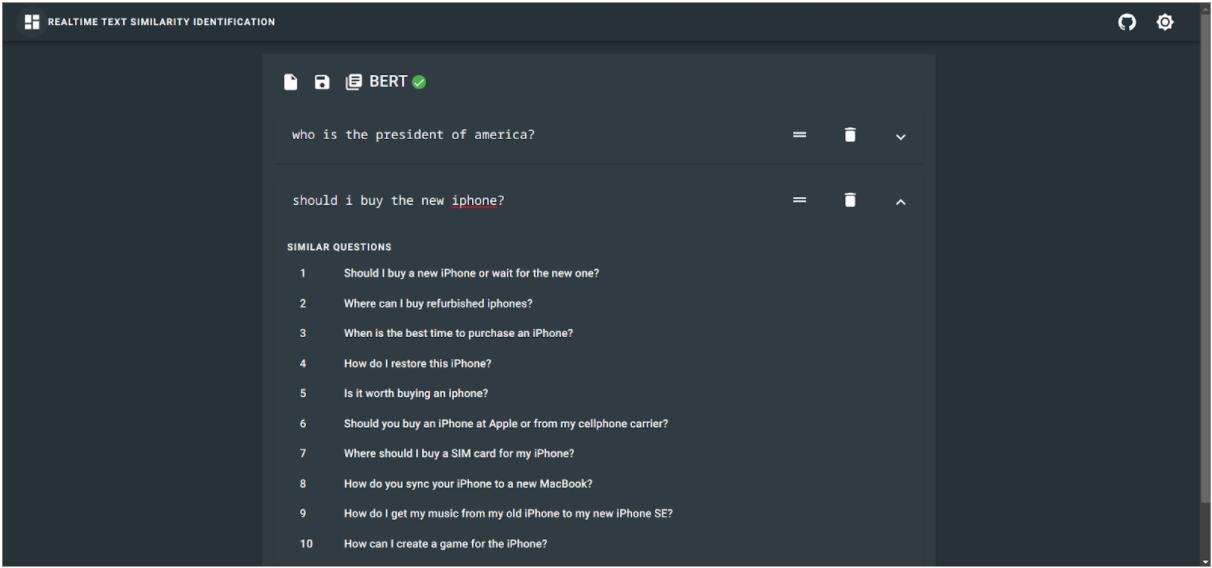 REALTIME TEXT SIMILARITY IDENTIFICATION
BERT
who is the president of america?
should i buy the new iphone?
SIMILAR QUESTIONS
1 Should I buy a new iPhone or wait for the new one?
2 Where can I buy refurbished iphones?
3 When is the best time to purchase an iPhone?
4 How do I restore this iPhone?
5 Is it worth buying an iphone?
6 Should you buy an iPhone at Apple or from my cellphone carrier?
7 Where should I buy a SIM card for my iPhone?
8 How do you sync your iPhone to a new MacBook?
9 How do I get my music from my old iPhone to my new iPhone SE?
10 How can I create a game for the iPhone?